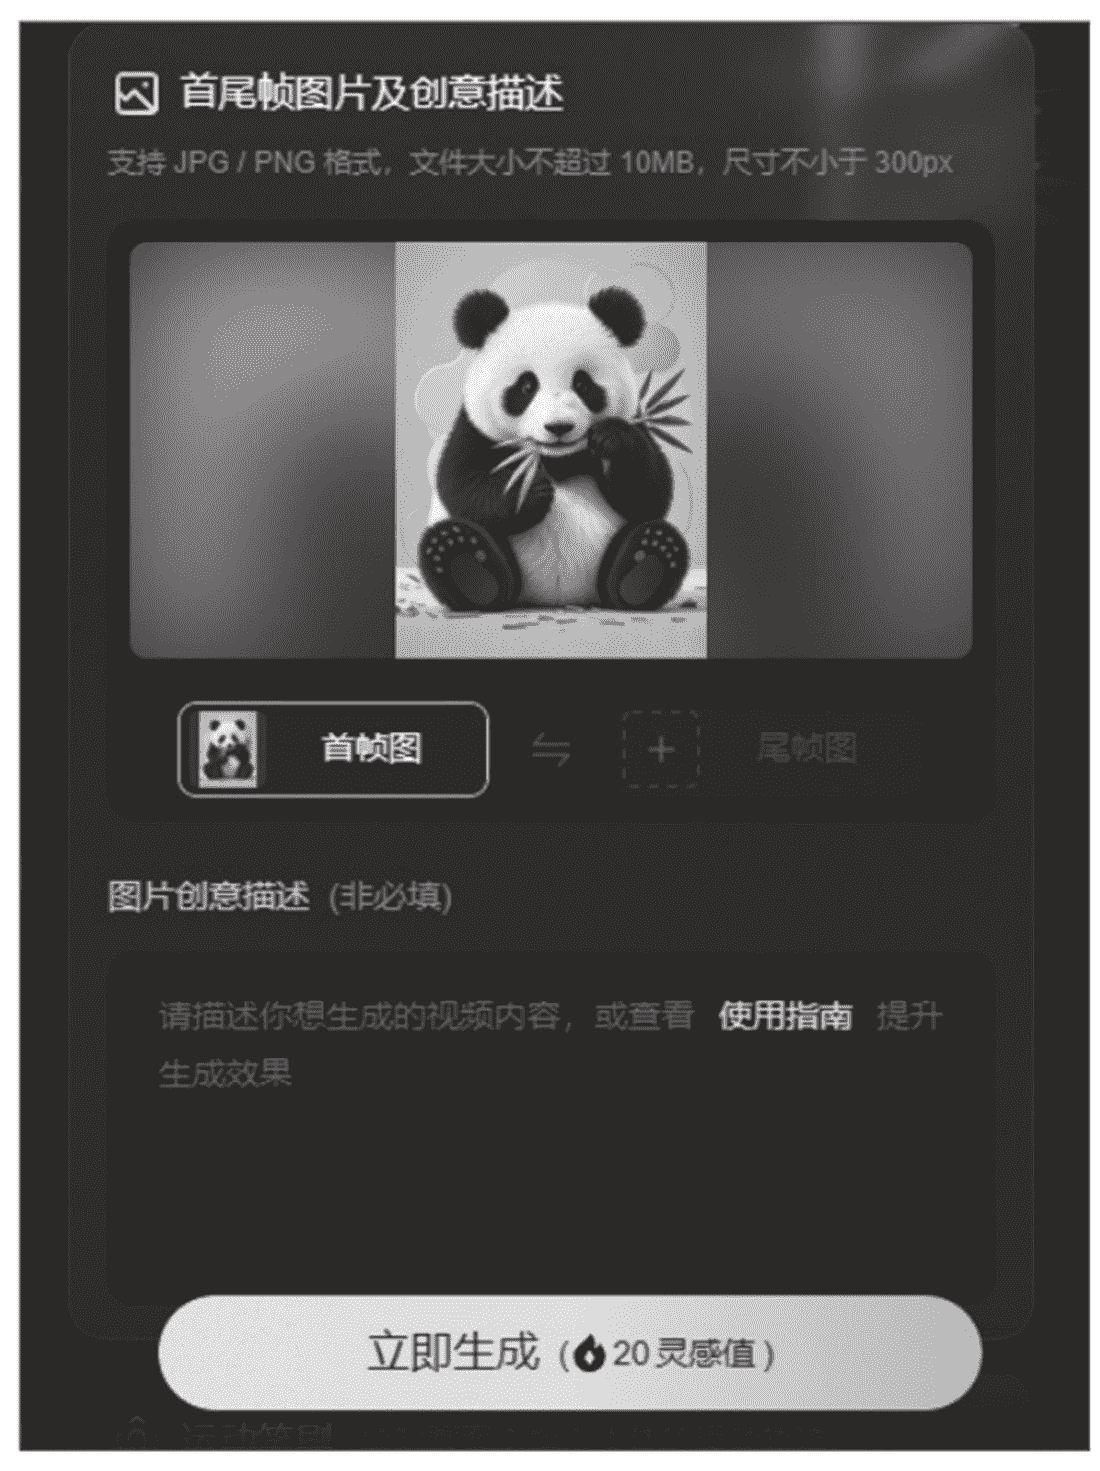 首尾帧图片及创意描述
支持 JPG / PNG 格式，文件大小不超过 10MB，尺寸不小于 300px
首帧图
尾帧图
图片创意描述 (非必填)
请描述你想生成的视频内容，或查看 使用指南 提升
生成效果
立即生成 ( 20 灵感值 )
运动笔刷